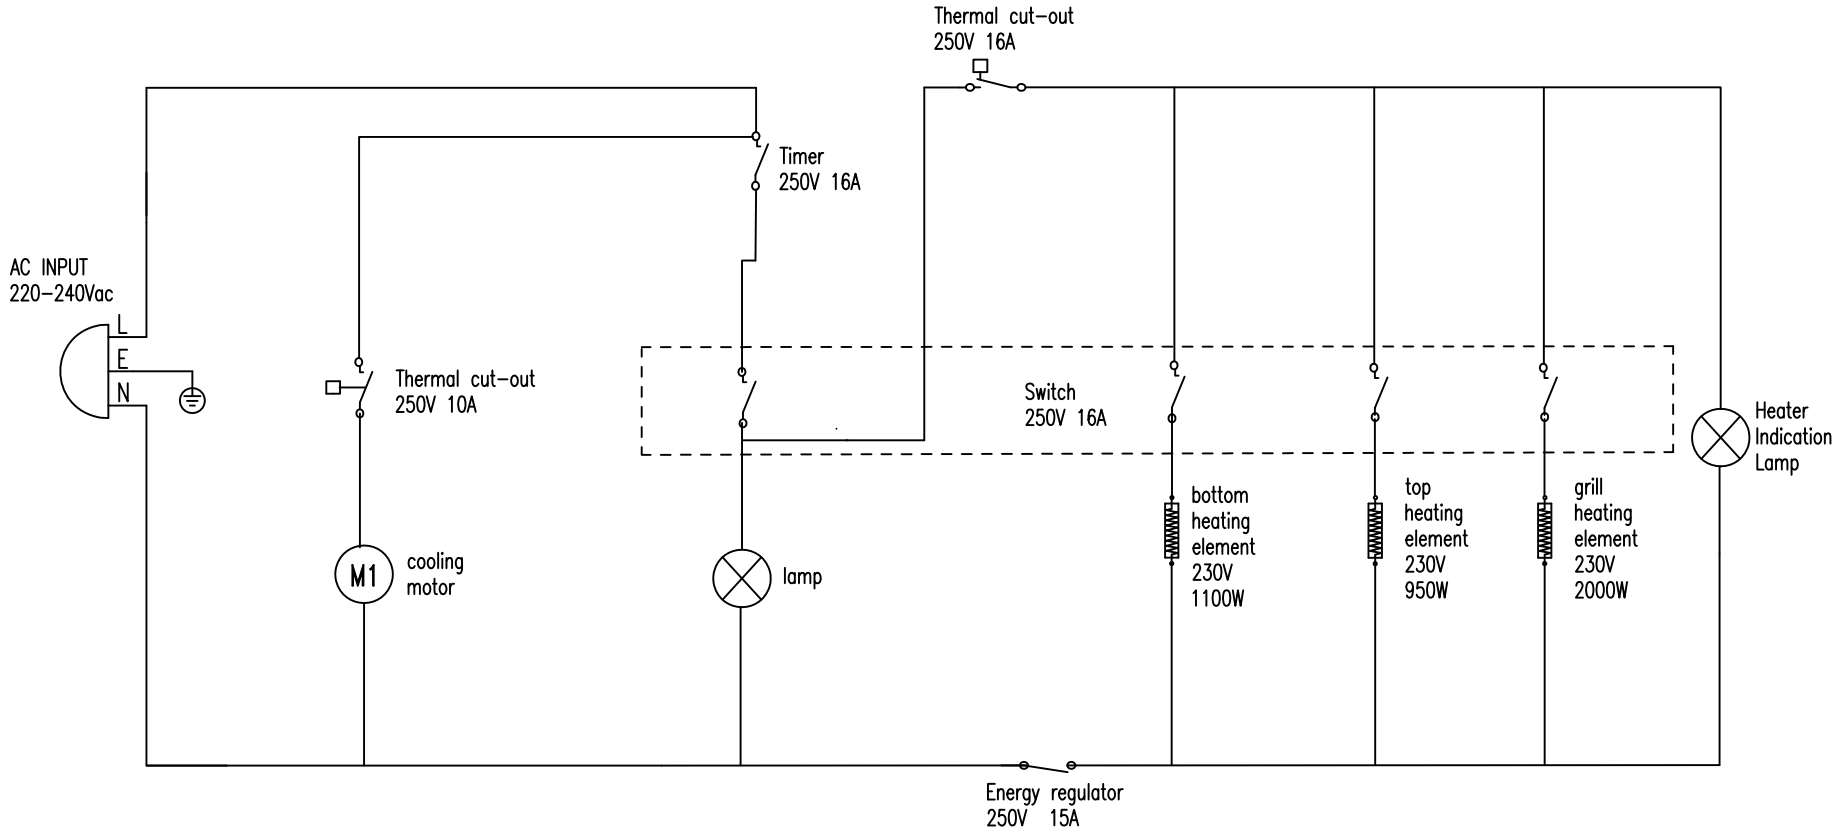 Thermal cut-out
250V 16A
Timer
250V 16A
AC INPUT
220-240Vac
L
E
N
Thermal cut-out
250V 10A
Switch
250V 16A
Heater
Indication
Lamp
bottom
heating
element
230V
1100W
top
heating
element
230V
950W
grill
heating
element
230V
2000W
M1
cooling
motor
lamp
Energy regulator
250V 15A